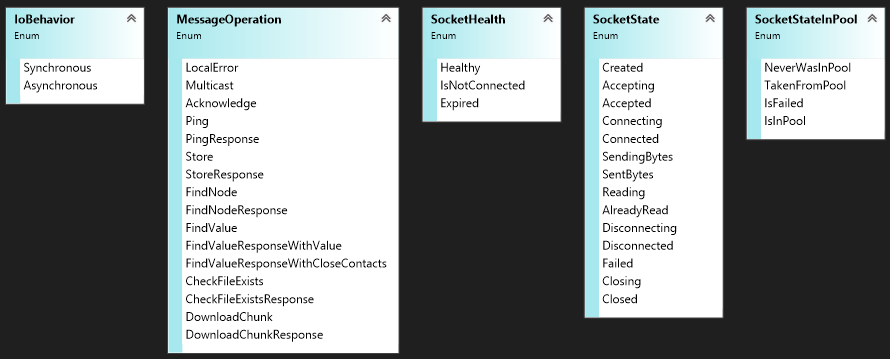 IoBehavior
Enum
Synchronous
Asynchronous
MessageOperation
Enum
LocalError
Multicast
Acknowledge
Ping
PingResponse
Store
StoreResponse
FindNode
FindNodeResponse
FindValue
FindValueResponseWithValue
FindValueResponseWithCloseContacts
CheckFileExists
CheckFileExistsResponse
DownloadChunk
DownloadChunkResponse
SocketHealth
Enum
Healthy
IsNotConnected
Expired
SocketState
Enum
Created
Accepting
Accepted
Connecting
Connected
SendingBytes
SentBytes
Reading
AlreadyRead
Disconnecting
Disconnected
Failed
Closing
Closed
SocketStateInPool
Enum
NeverWasInPool
TakenFromPool
IsFailed
IsInPool